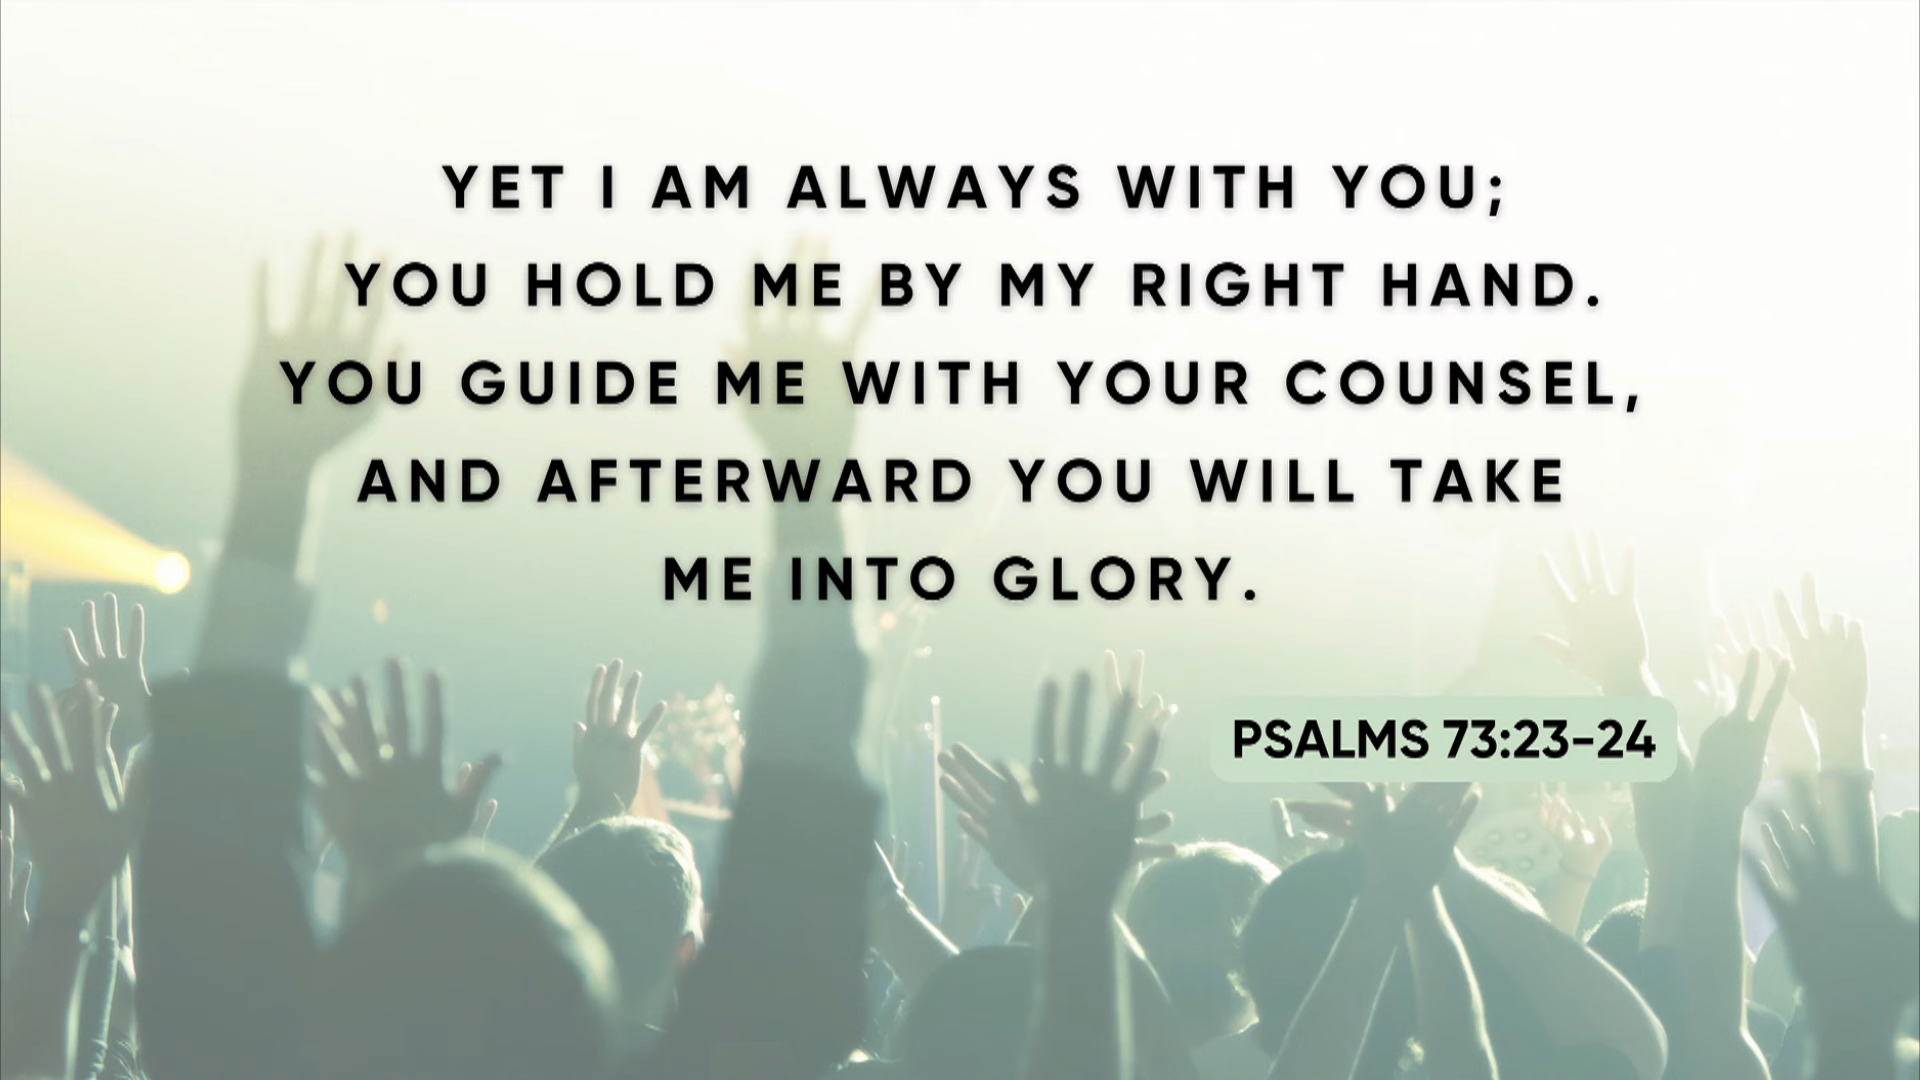 YET I AM ALWAYS WITH YOU;
YOU HOLD ME BY MY RIGHT HAND.
YOU GUIDE ME WITH YOUR COUNSEL,
AND AFTERWARD YOU WILL TAKE
ME INTO GLORY.
PSALMS 73:23-24